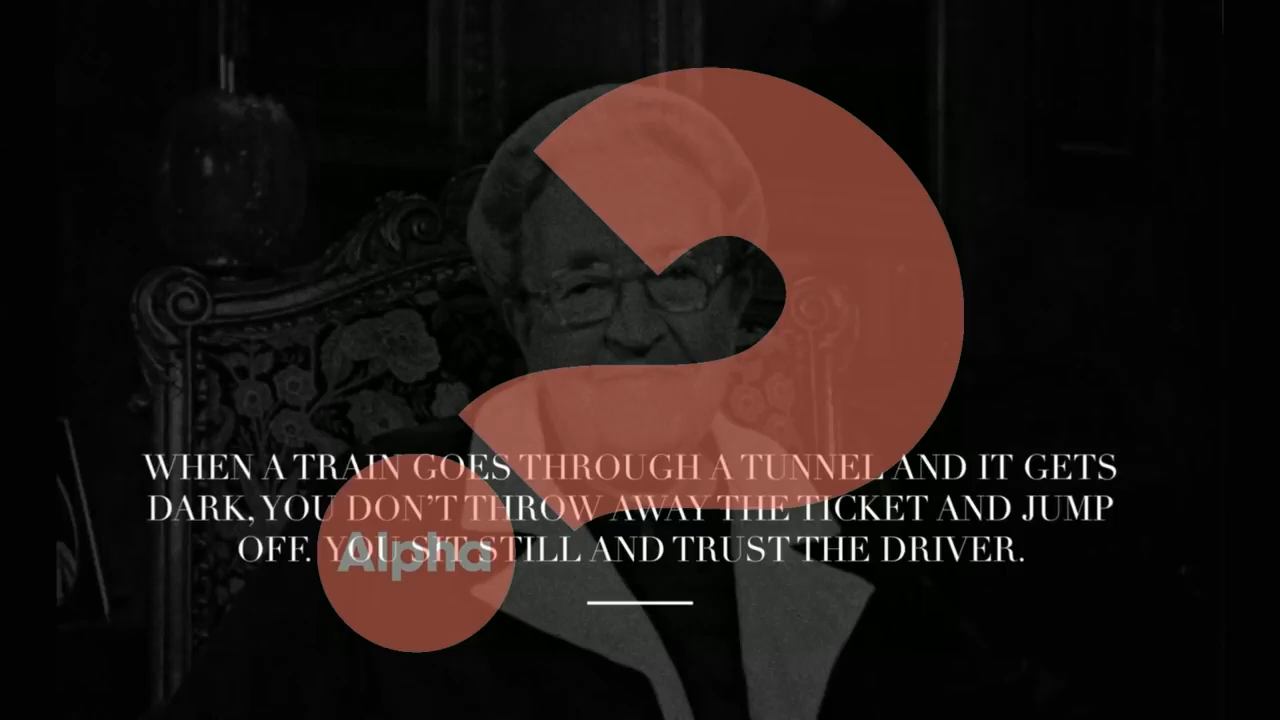 WHEN A TRAIN GOES THROUGH A TUNNEL AND IT GETS
DARK, YOU DON’T THROW AWAY THE TICKET AND JUMP
OFF. YOU SIT STILL AND TRUST THE DRIVER.
Alpha